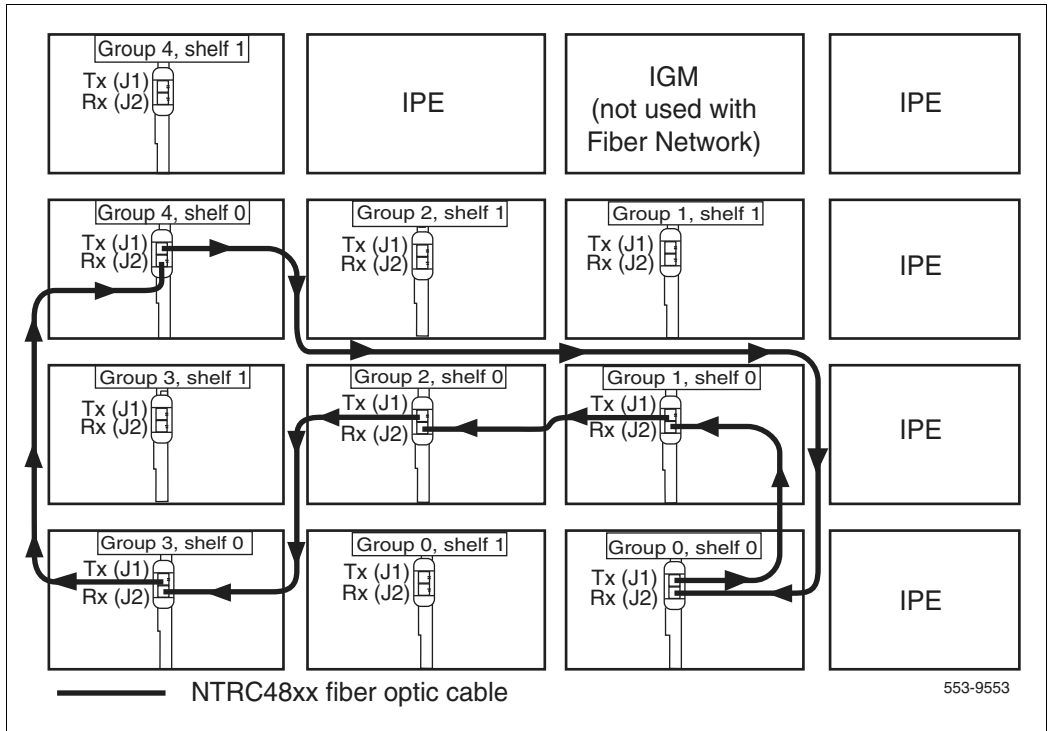 Group 4, shelf 1
Tx (J1)
Rx (J2)
IPE
IGM
(not used with
Fiber Network)
IPE
Group 4, shelf 0
Tx (J1)
Rx (J2)
Group 2, shelf 1
Tx (J1)
Rx (J2)
Group 1, shelf 1
Tx (J1)
Rx (J2)
IPE
Group 3, shelf 1
Tx (J1)
Rx (J2)
Group 2, shelf 0
Tx (J1)
Rx (J2)
Group 1, shelf 0
Tx (J1)
Rx (J2)
IPE
Group 3, shelf 0
Tx (J1)
Rx (J2)
Group 0, shelf 1
Tx (J1)
Rx (J2)
Group 0, shelf 0
Tx (J1)
Rx (J2)
IPE
NTRC48xx fiber optic cable
553-9553